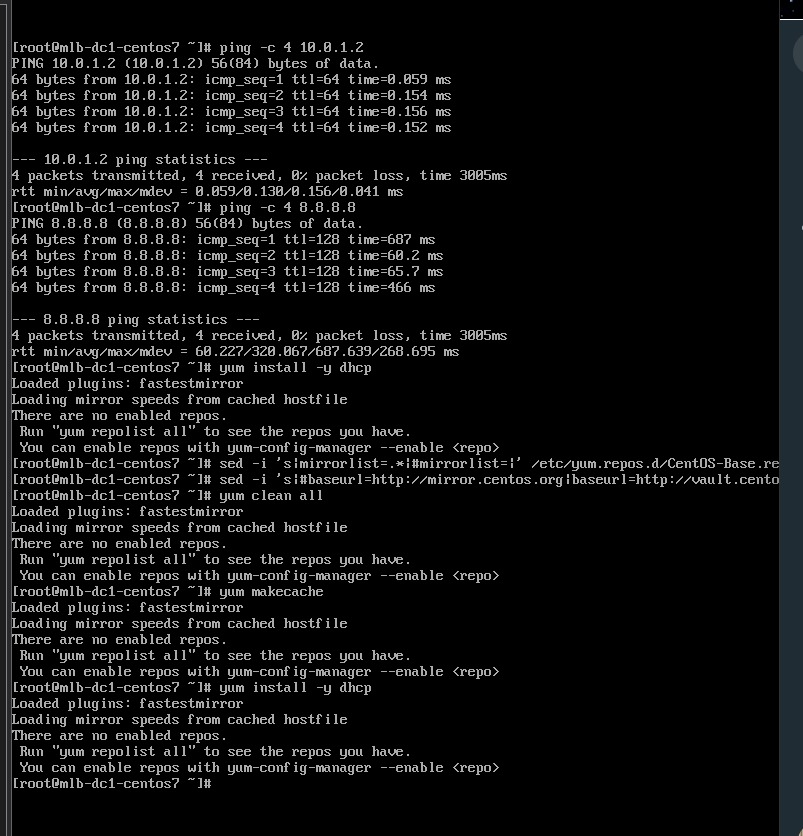 [root@mlb-dc1-centos7 ~]# ping -c 4 10.0.1.2
PING 10.0.1.2 (10.0.1.2) 56(84) bytes of data.
64 bytes from 10.0.1.2: icmp_seq=1 ttl=64 time=0.059 ms
64 bytes from 10.0.1.2: icmp_seq=2 ttl=64 time=0.154 ms
64 bytes from 10.0.1.2: icmp_seq=3 ttl=64 time=0.156 ms
64 bytes from 10.0.1.2: icmp_seq=4 ttl=64 time=0.152 ms
--- 10.0.1.2 ping statistics ---
4 packets transmitted, 4 received, 0% packet loss, time 3005ms
rtt min/avg/max/mdev = 0.059/0.130/0.156/0.041 ms
[root@mlb-dc1-centos7 ~]# ping -c 4 8.8.8.8
PING 8.8.8.8 (8.8.8.8) 56(84) bytes of data.
64 bytes from 8.8.8.8: icmp_seq=1 ttl=128 time=687 ms
64 bytes from 8.8.8.8: icmp_seq=2 ttl=128 time=60.2 ms
64 bytes from 8.8.8.8: icmp_seq=3 ttl=128 time=65.7 ms
64 bytes from 8.8.8.8: icmp_seq=4 ttl=128 time=466 ms
--- 8.8.8.8 ping statistics ---
4 packets transmitted, 4 received, 0% packet loss, time 3005ms
rtt min/avg/max/mdev = 60.227/320.067/687.639/268.695 ms
[root@mlb-dc1-centos7 ~]# yum install -y dhcp
Loaded plugins: fastestmirror
Loading mirror speeds from cached hostfile
There are no enabled repos.
 Run "yum repolist all" to see the repos you have.
 You can enable repos with yum-config-manager --enable <repo>
[root@mlb-dc1-centos7 ~]# sed -i 's|mirrorlist=.*|#mirrorlist=|' /etc/yum.repos.d/CentOS-Base.re
[root@mlb-dc1-centos7 ~]# sed -i 's|#baseurl=http://mirror.centos.org|baseurl=http://vault.cento
[root@mlb-dc1-centos7 ~]# yum clean all
Loaded plugins: fastestmirror
Loading mirror speeds from cached hostfile
There are no enabled repos.
 Run "yum repolist all" to see the repos you have.
 You can enable repos with yum-config-manager --enable <repo>
[root@mlb-dc1-centos7 ~]# yum makecache
Loaded plugins: fastestmirror
Loading mirror speeds from cached hostfile
There are no enabled repos.
 Run "yum repolist all" to see the repos you have.
 You can enable repos with yum-config-manager --enable <repo>
[root@mlb-dc1-centos7 ~]# yum install -y dhcp
Loaded plugins: fastestmirror
Loading mirror speeds from cached hostfile
There are no enabled repos.
 Run "yum repolist all" to see the repos you have.
 You can enable repos with yum-config-manager --enable <repo>
[root@mlb-dc1-centos7 ~]#